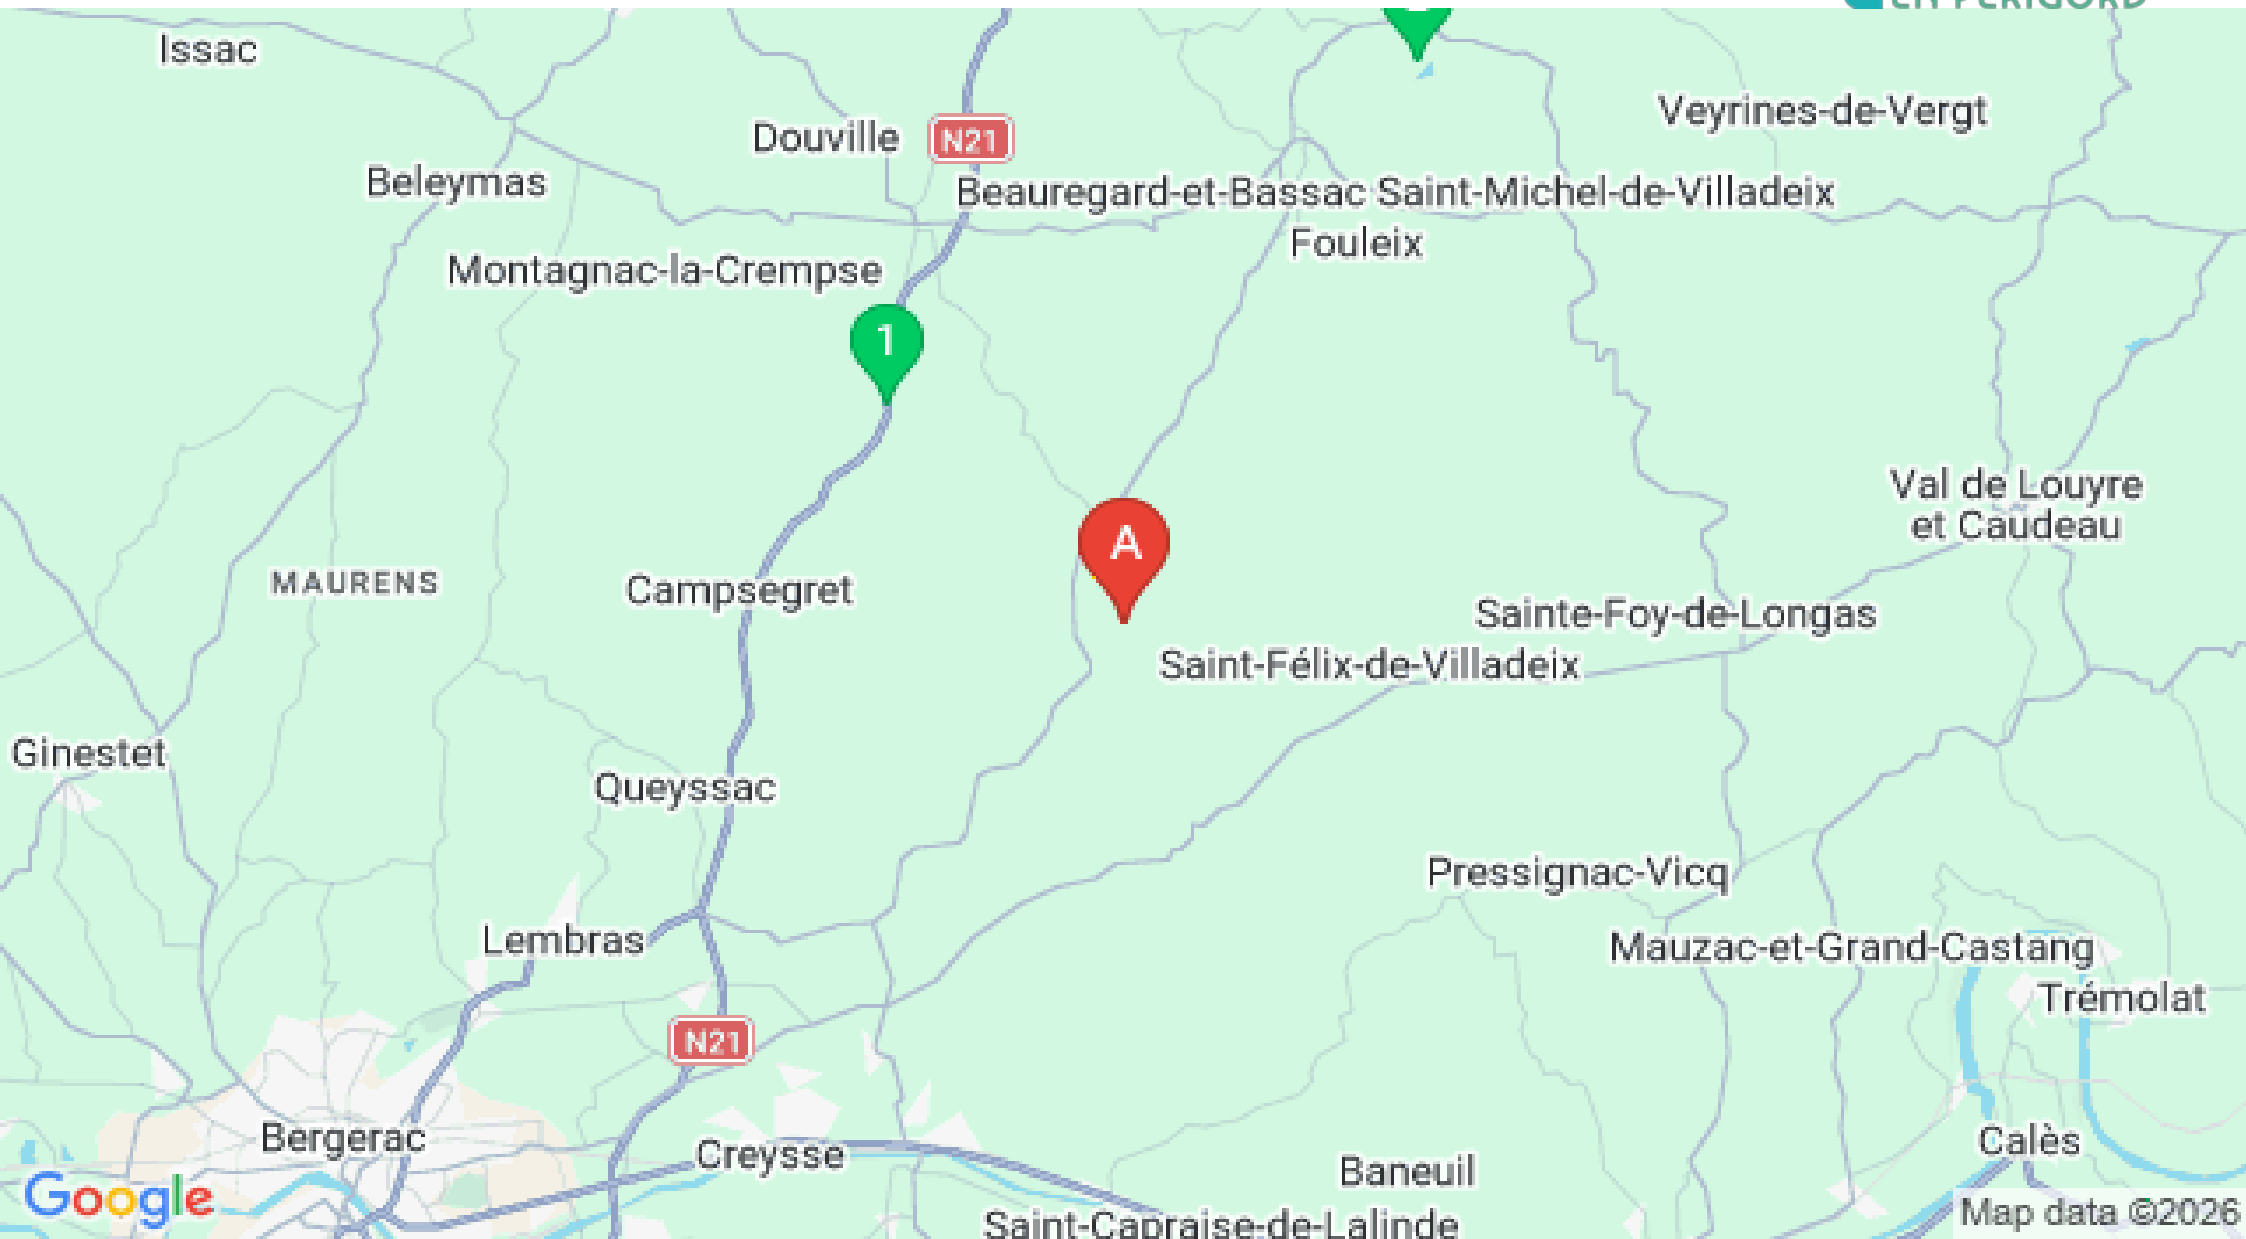 EN PÉRIGORD
Issac
Veyrines-de-Vergt
Douville
N21
Beleymas
Beauregard-et-Bassac
Saint-Michel-de-Villadeix
Fouleix
Montagnac-la-Crempse
1
Val de Louyre
et Caudeau
A
MAURENS
Campsegret
Sainte-Foy-de-Longas
Saint-Félix-de-Villadeix
Ginestet
Queyssac
Pressignac-Vicq
Lembras
Mauzac-et-Grand-Castang
Trémolat
N21
Bergerac
Creysse
Calès
Baneuil
Google
Saint-Capraise-de-Lalinde
Map data ©2026